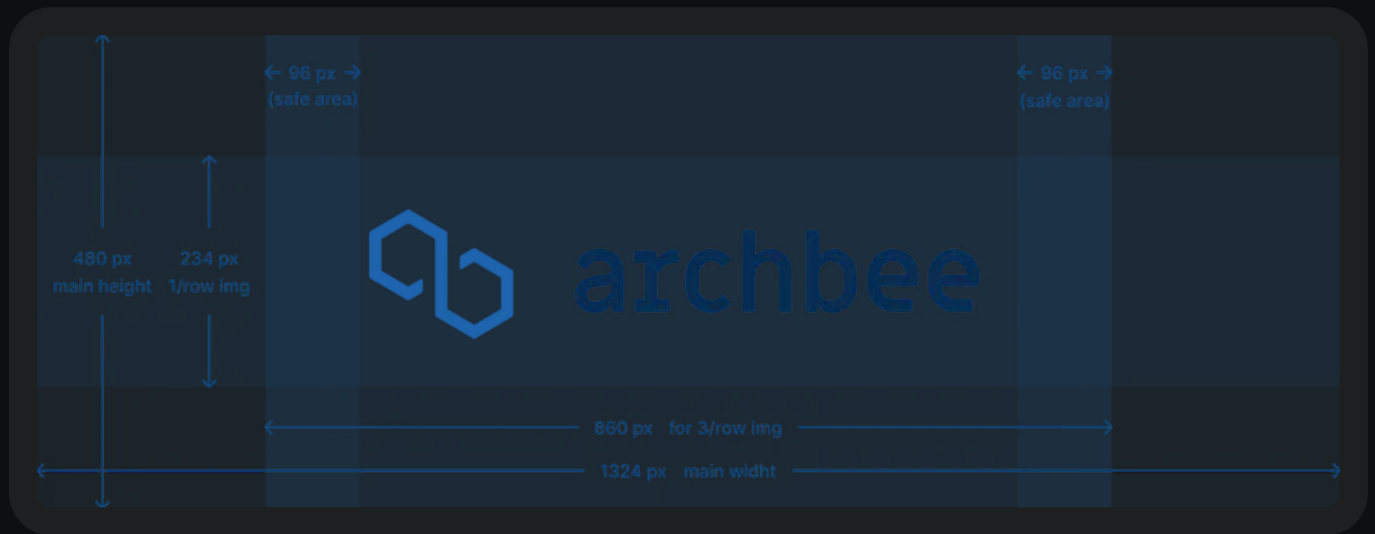 96 px
(safe area)
96 px
(safe area)
480 px
main height
234 px
1/row img
archbee
860 px for 3/row img
1324 px main widht